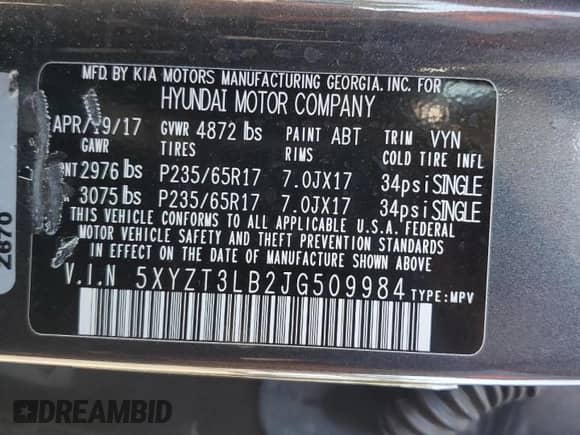 MFD. BY KIA MOTORS MANUFACTURING GEORGIA. INC. FOR
HYUNDAI MOTOR COMPANY
APR/19/17 GVWR 4872 lbs PAINT ABT TRIM VYN
GAWR TIRES RIMS COLD TIRE INFL
NT 2976 lbs P235/65R17 7.0JX17 34psi SINGLE
3075 lbs P235/65R17 7.0JX17 34psi SINGLE
THIS VEHICLE CONFORMS TO ALL APPLICABLE U.S.A. FEDERAL
MOTOR VEHICLE SAFETY AND THEFT PREVENTION STANDARDS
IN EFFECT ON THE DATE OF MANUFACTURE SHOWN ABOVE.
V.I.N 5XYZT3LB2JG509984 TYPE:MPV
2670
DREAMBID